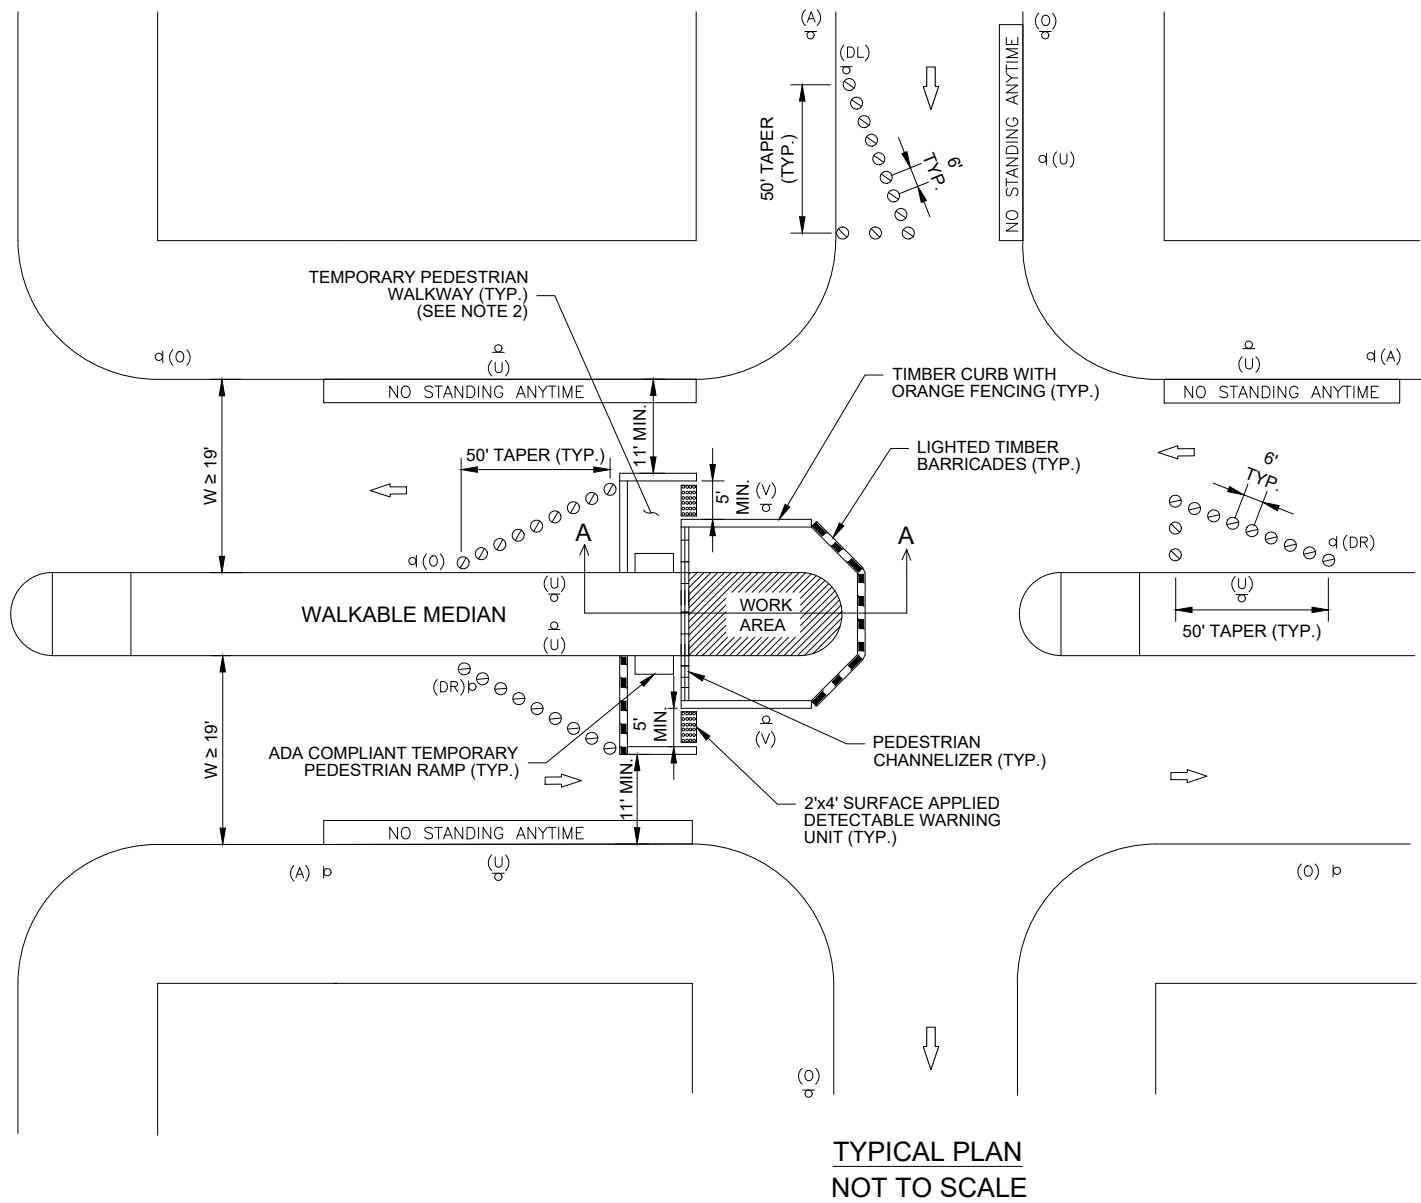 (A)
(O)
(DL)
NO STANDING ANYTIME
50' TAPER
(TYP.)
6'
TYP.
(U)
TEMPORARY PEDESTRIAN
WALKWAY (TYP.)
(SEE NOTE 2)
(O)
(U)
(U)
(A)
NO STANDING ANYTIME
TIMBER CURB WITH
ORANGE FENCING (TYP.)
NO STANDING ANYTIME
W ≥ 19'
11' MIN.
50' TAPER (TYP.)
5'
MIN.
(V)
LIGHTED TIMBER
BARRICADES (TYP.)
6'
TYP.
A
A
(O)
(DR)
(U)
(U)
WALKABLE MEDIAN
WORK
AREA
(U)
50' TAPER (TYP.)
(DR)
W ≥ 19'
5'
MIN.
(V)
ADA COMPLIANT TEMPORARY
PEDESTRIAN RAMP (TYP.)
PEDESTRIAN
CHANNELIZER (TYP.)
11' MIN.
2'x4' SURFACE APPLIED
DETECTABLE WARNING
UNIT (TYP.)
NO STANDING ANYTIME
(A)
(U)
(O)
(O)
TYPICAL PLAN
NOT TO SCALE